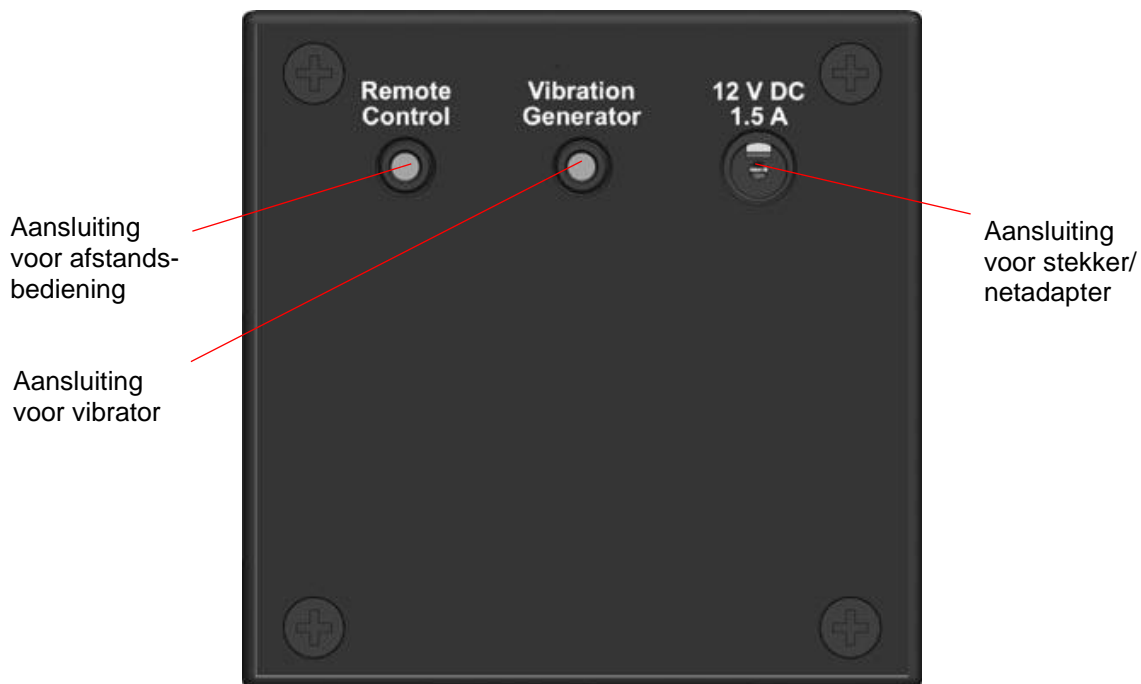 Remote
Control
Vibration
Generator
12 V DC
1.5 A
Aansluiting
voor afstands-
bediening
Aansluiting
voor vibrator
Aansluiting
voor stekker/
netadapter